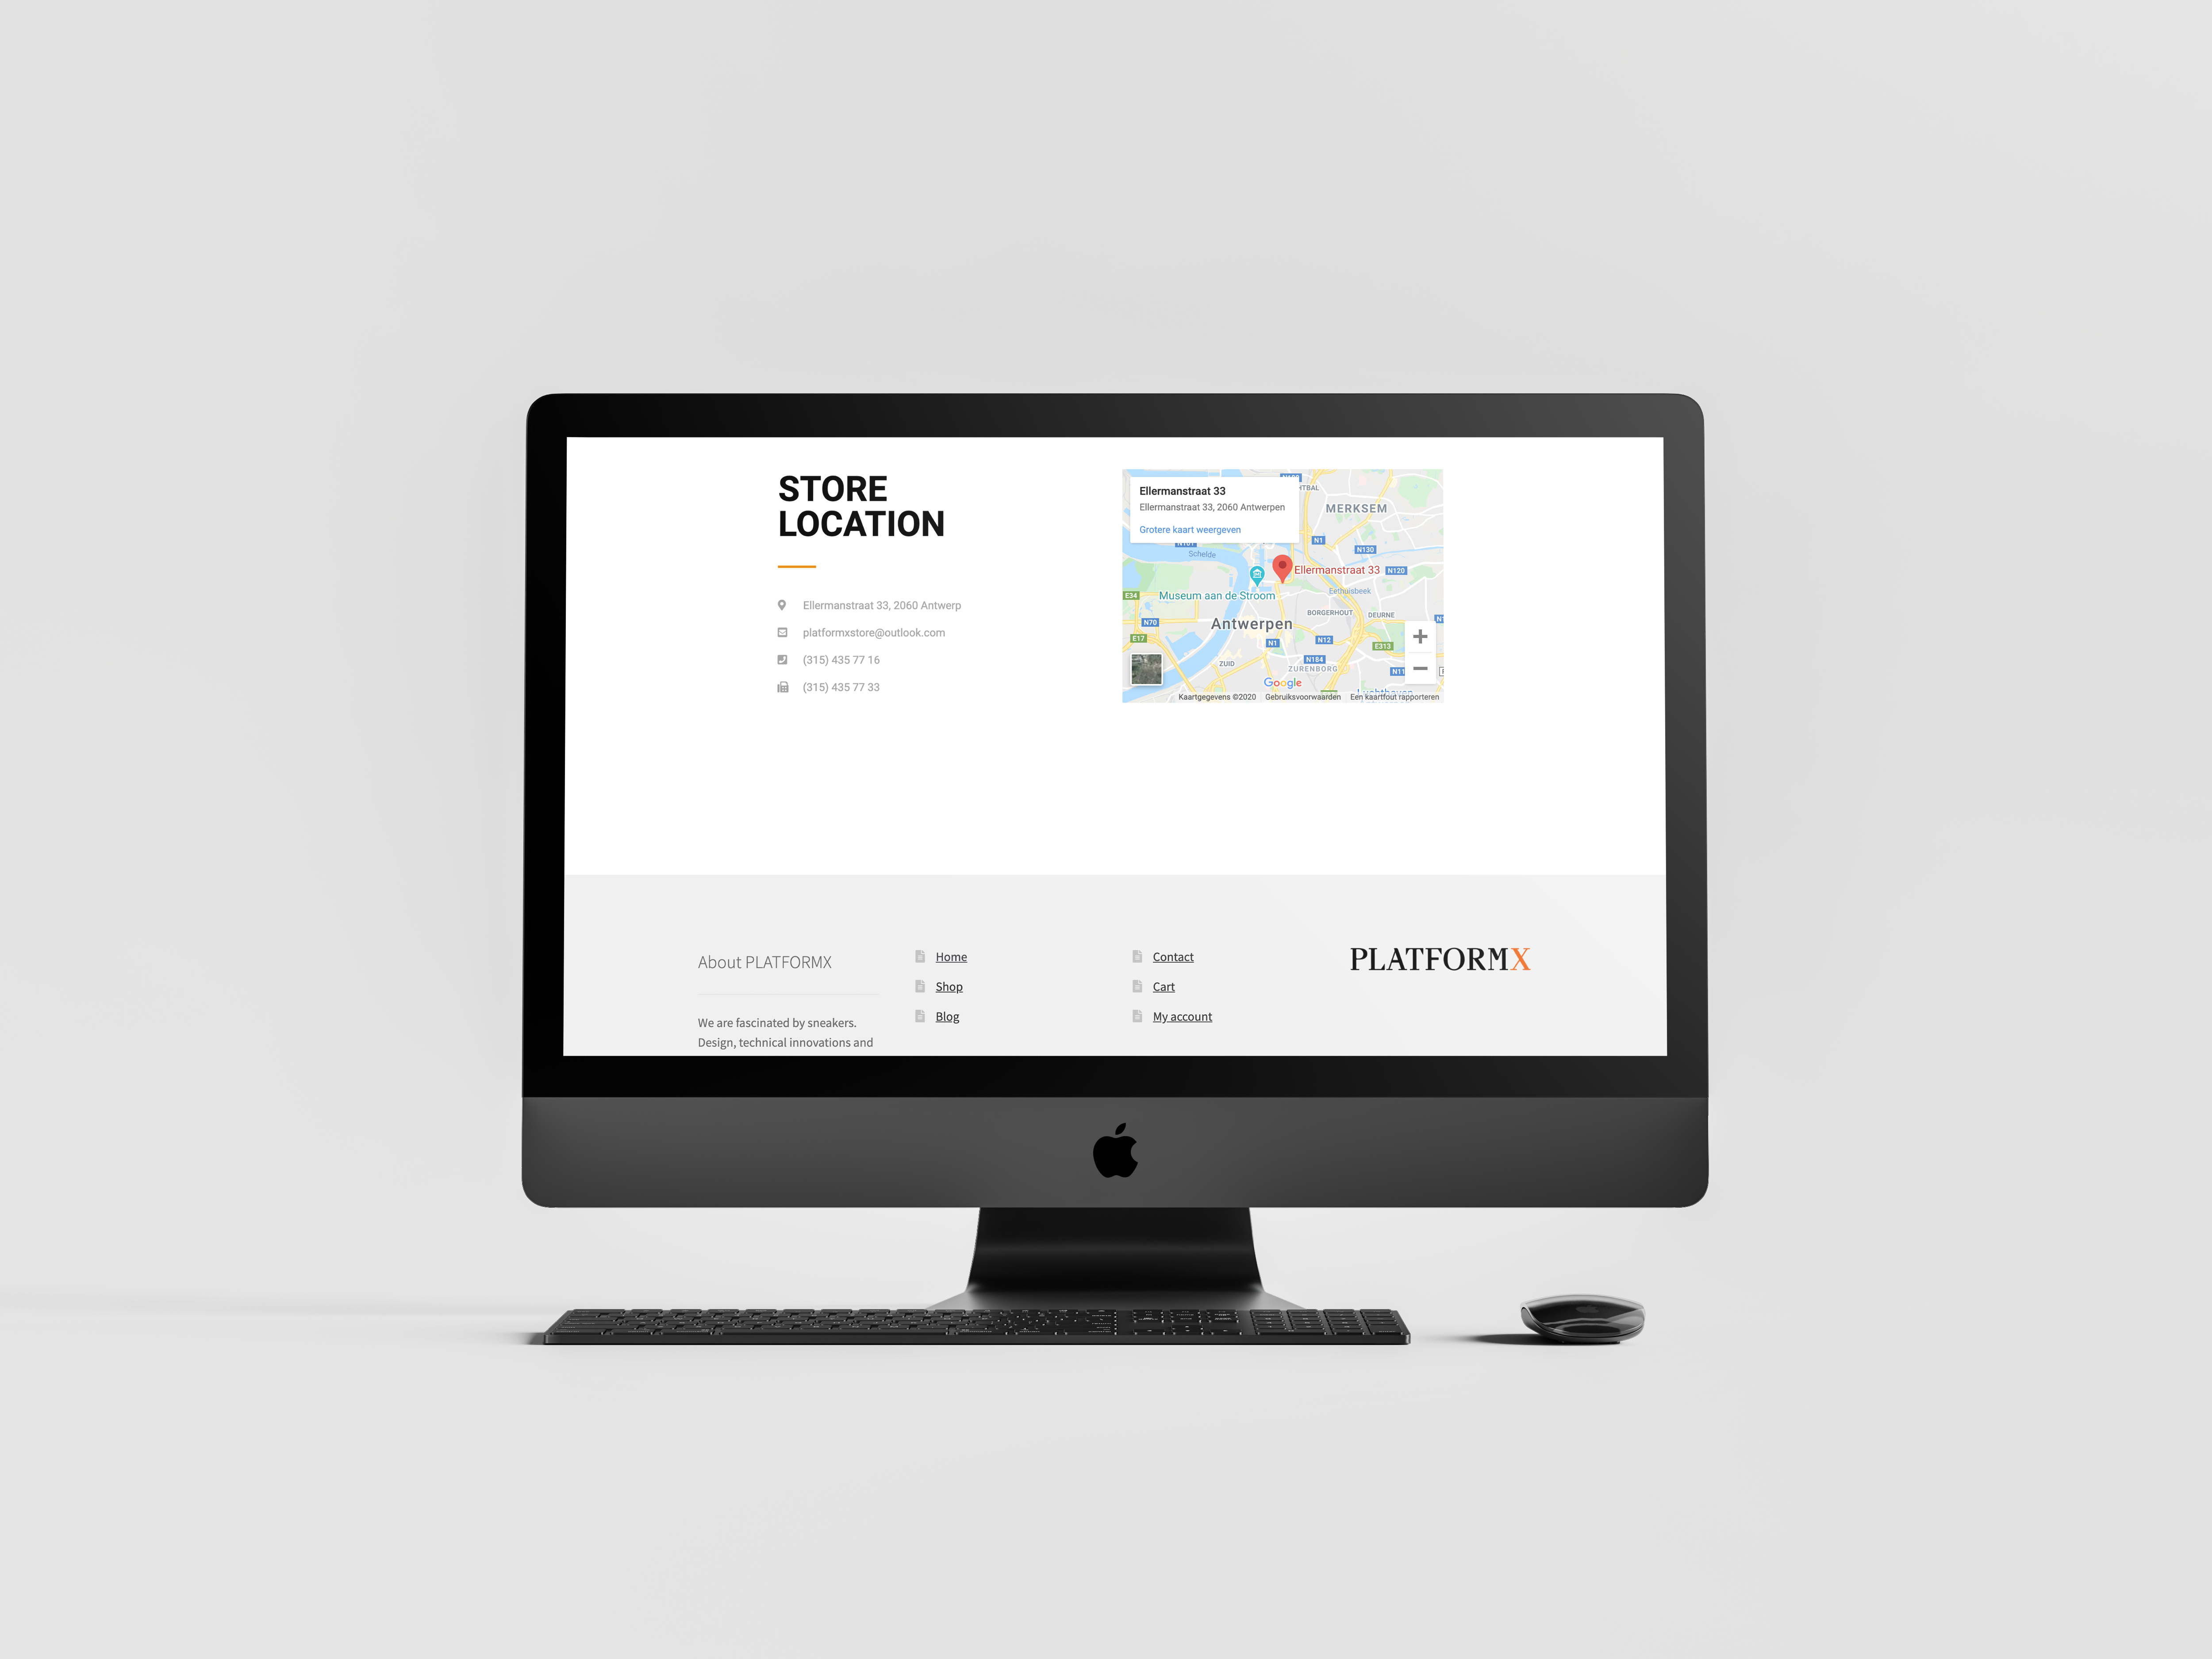 STORE
LOCATION
Ellermanstraat 33, 2060 Antwerp
platformxstore@outlook.com
(315) 435 77 16
(315) 435 77 33
Ellermanstraat 33
Ellermanstraat 33, 2060 Antwerpen
Grotere kaart weergeven
MERKSEM
N1
N130
Schelde
Ellermanstraat 33
N120
Eethuisbeek
E34
Museum aan de Stroom
BORGERHOUT
DEURNE
N70
Antwerpen
+
E17
N1
N12
E313
ZUID
N184
ZURENBORG
−
Google
Kaartgegevens ©2020
Gebruiksvoorwaarden
Een kaartfout rapporteren
About PLATFORMX
We are fascinated by sneakers.
Design, technical innovations and
Home
Shop
Blog
Contact
Cart
My account
PLATFORMX